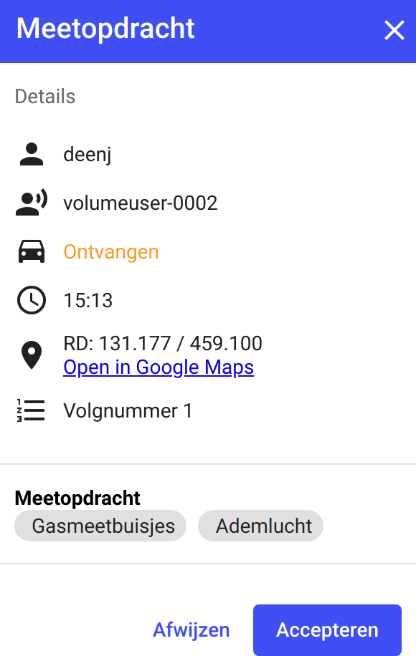 Meetopdracht
Details
deenj
volumeuser-0002
Ontvangen
15:13
RD: 131.177 / 459.100
Open in Google Maps
Volgnummer 1
Meetopdracht
Gasmeetbuisjes Ademlucht
Afwijzen Accepteren